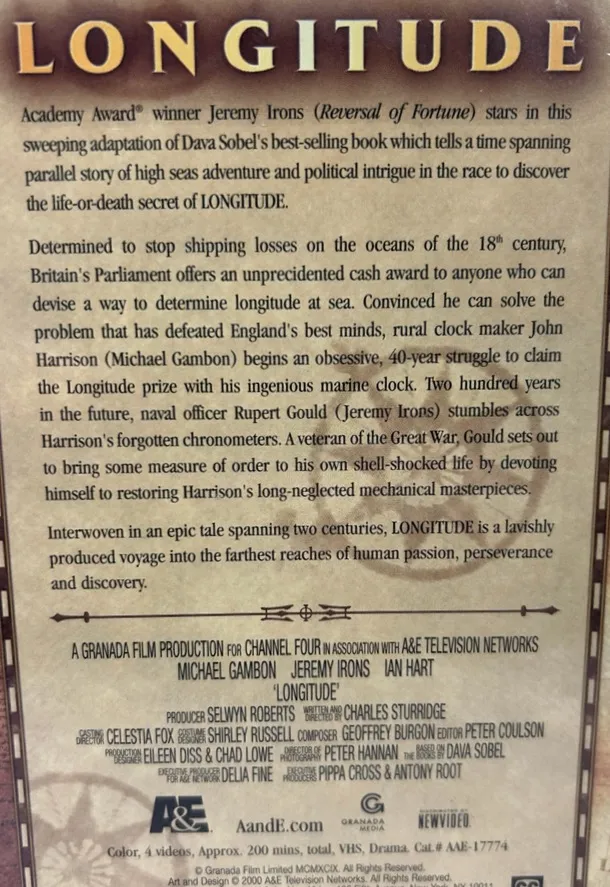 LONGITUDE
Academy Award® winner Jeremy Irons (Reversal of Fortune) stars in this
sweeping adaptation of Dava Sobel's best-selling book which tells a time spanning
parallel story of high seas adventure and political intrigue in the race to discover
the life-or-death secret of LONGITUDE.
Determined to stop shipping losses on the oceans of the 18th century,
Britain's Parliament offers an unprecidented cash award to anyone who can
devise a way to determine longitude at sea. Convinced he can solve the
problem that has defeated England's best minds, rural clock maker John
Harrison (Michael Gambon) begins an obsessive, 40-year struggle to claim
the Longitude prize with his ingenious marine clock. Two hundred years
in the future, naval officer Rupert Gould (Jeremy Irons) stumbles across
Harrison's forgotten chronometers. A veteran of the Great War, Gould sets out
to bring some measure of order to his own shell-shocked life by devoting
himself to restoring Harrison's long-neglected mechanical masterpieces.
Interwoven in an epic tale spanning two centuries, LONGITUDE is a lavishly
produced voyage into the farthest reaches of human passion, perseverance
and discovery.
A GRANADA FILM PRODUCTION FOR CHANNEL FOUR IN ASSOCIATION WITH A&E TELEVISION NETWORKS
MICHAEL GAMBON JEREMY IRONS IAN HART
'LONGITUDE'
PRODUCER SELWYN ROBERTS WRITTEN AND DIRECTED BY CHARLES STURRIDGE
CASTING DIRECTOR CELESTIA FOX COSTUME DESIGNER SHIRLEY RUSSELL COMPOSER GEOFFREY BURGON EDITOR PETER COULSON
PRODUCTION DESIGNER EILEEN DISS & CHAD LOWE DIRECTOR OF PHOTOGRAPHY PETER HANNAN BASED ON THE BOOKS BY DAVA SOBEL
EXECUTIVE PRODUCER FOR A&E NETWORK DELIA FINE EXECUTIVE PRODUCERS PIPPA CROSS & ANTONY ROOT
A&E AandE.com GRANADA MEDIA DISTRIBUTED BY NEWVIDEO
Color, 4 videos, Approx. 200 mins, total, VHS, Drama. Cat.# AAE-17774
© Granada Film Limited MCMXCIX. All Rights Reserved.
Art and Design © 2000 A&E Television Networks. All Rights Reserved.